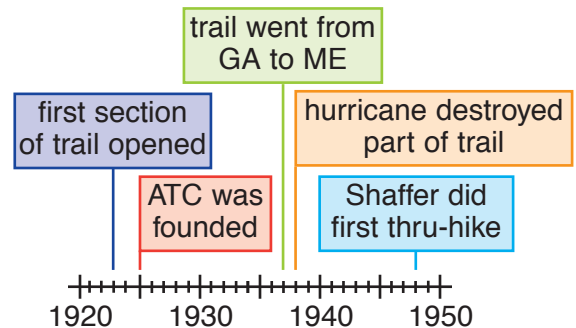 trail went from
GA to ME
first section
of trail opened
hurricane destroyed
part of trail
ATC was
founded
Shaffer did
first thru-hike
1920 1930 1940 1950